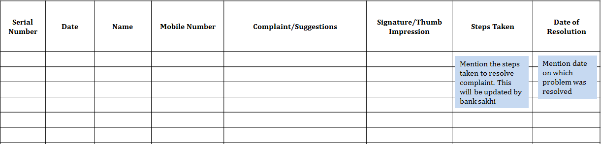 Serial Number
Date
Name
Mobile Number
Complaint/Suggestions
Signature/Thumb Impression
Steps Taken
Date of Resolution
Mention the steps
taken to resolve
complaint. This
will be updated by
bank sakhi
Mention date
on which
problem was
resolved